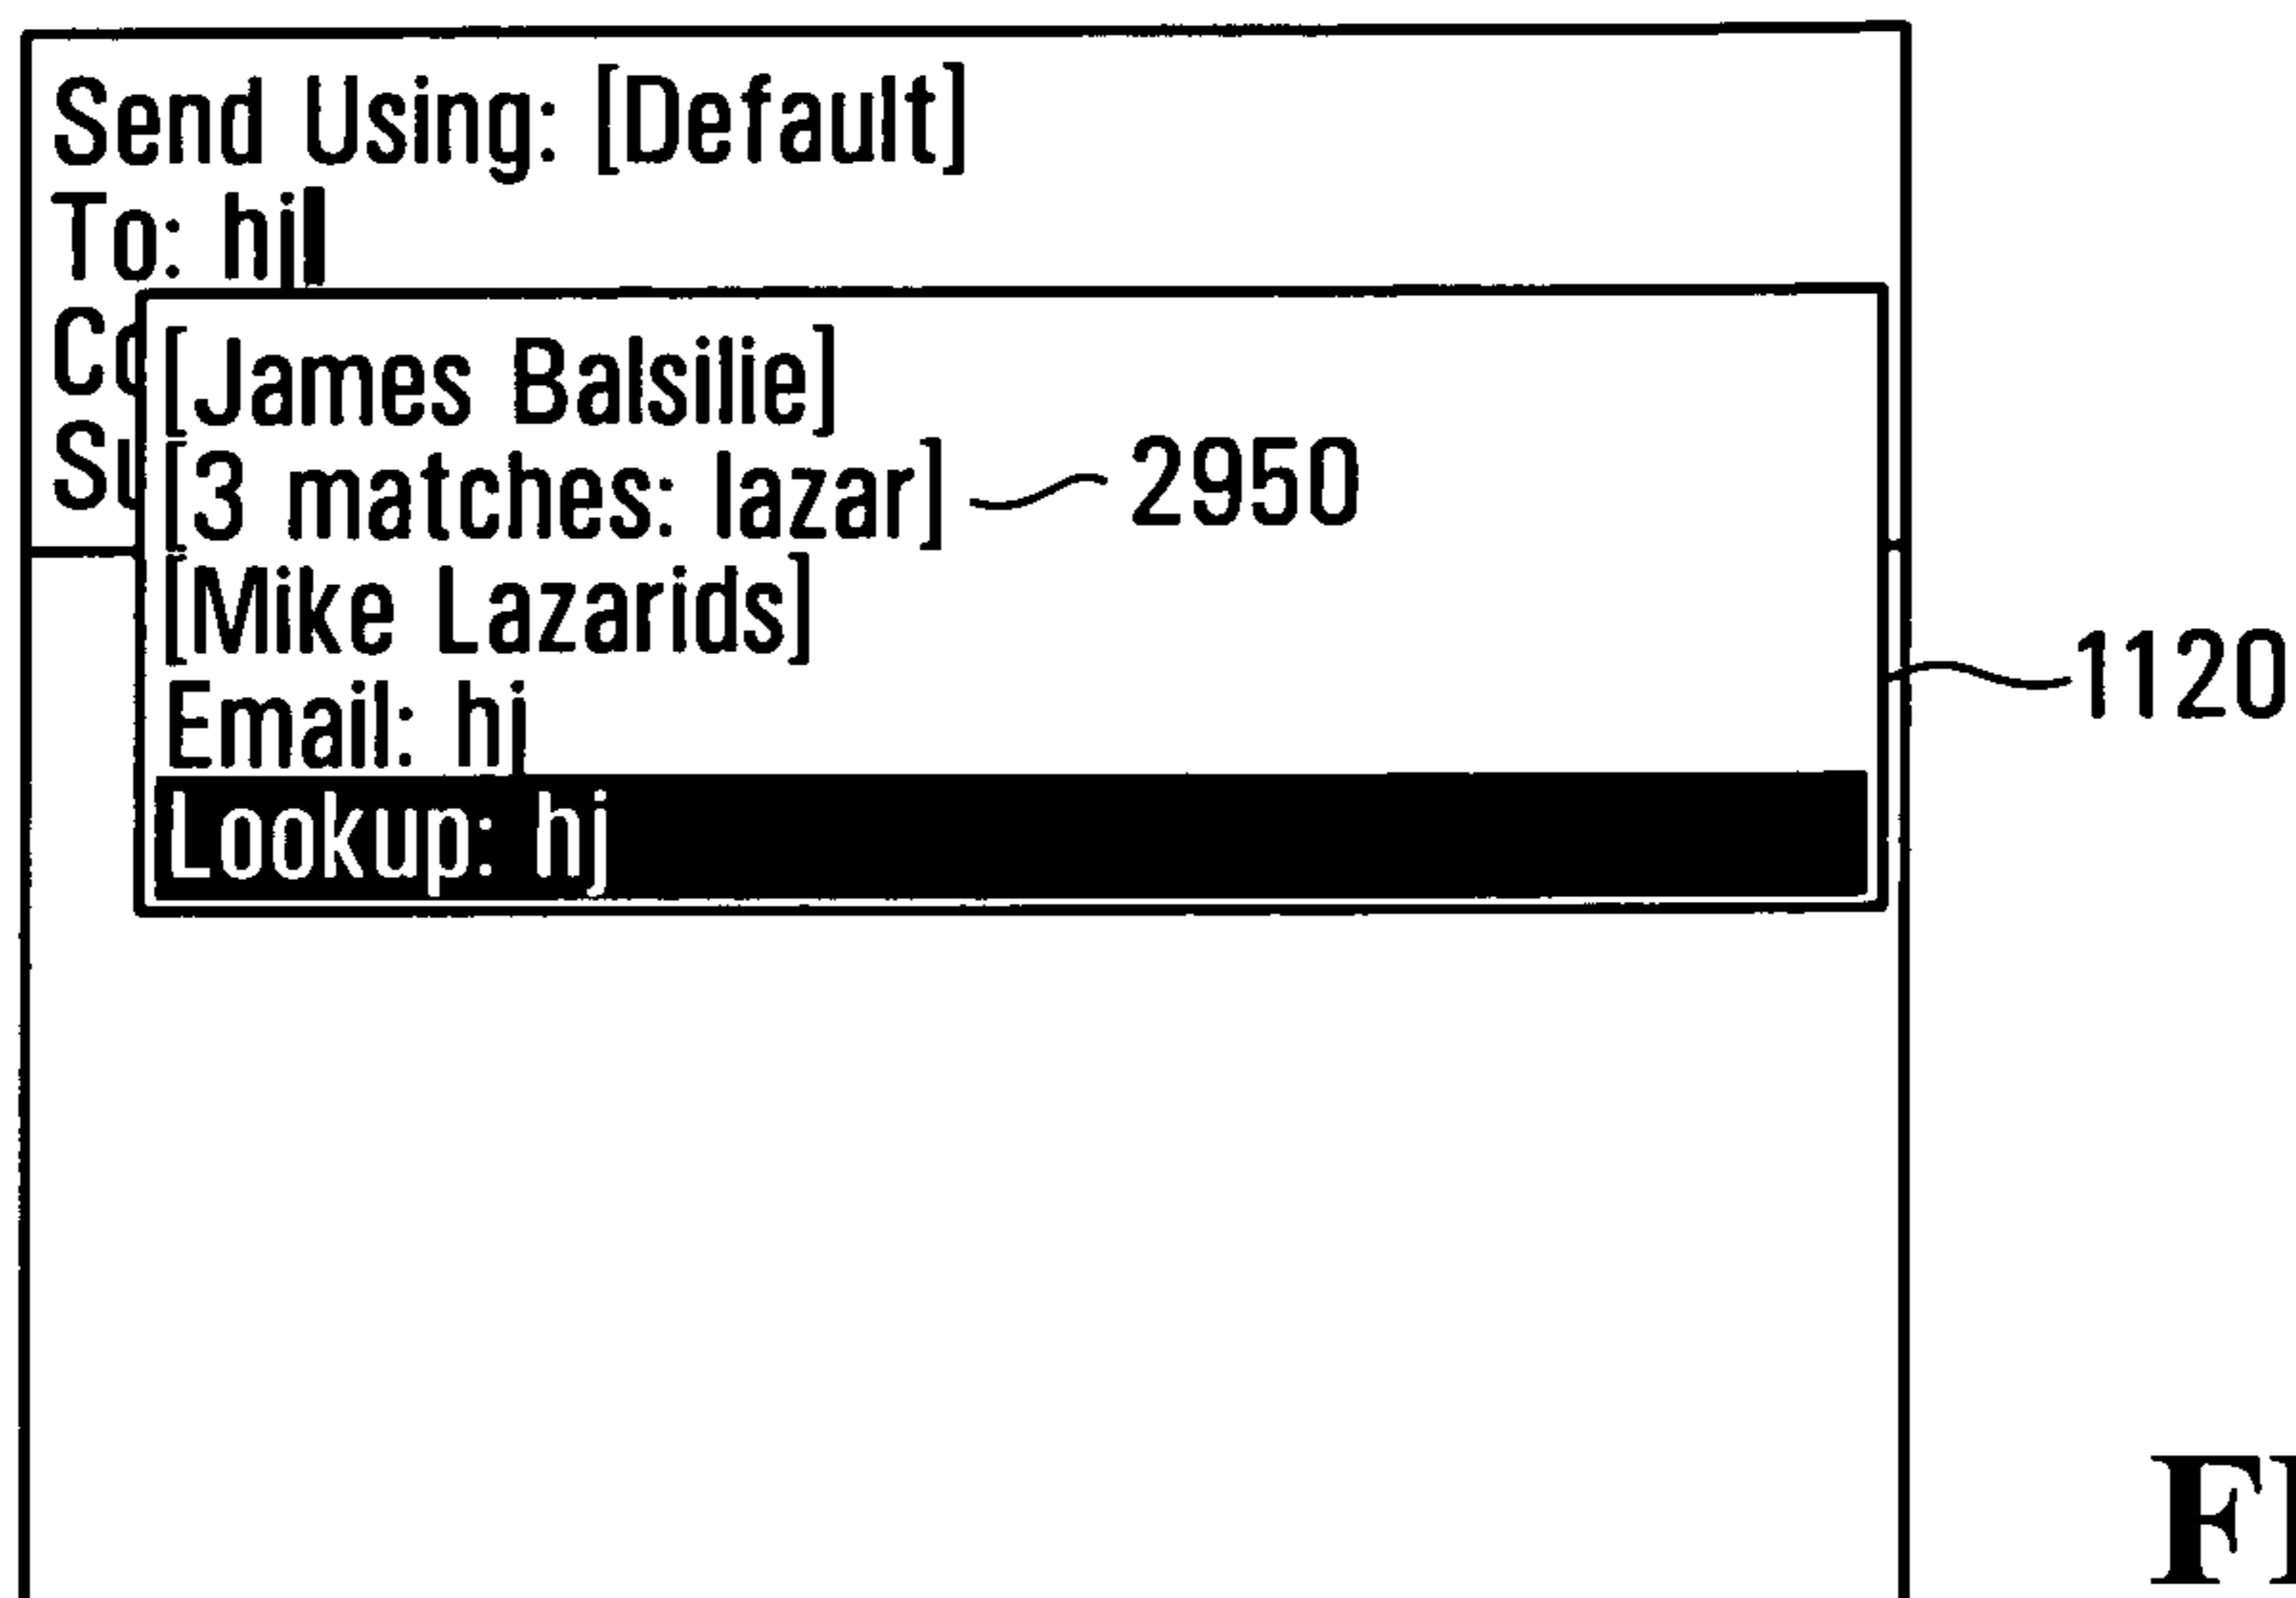 Send Using: [Default]
To: hj
[James Balsilie]
[3 matches: lazar] 2950
[Mike Lazarids]
1120
Email: hj
Lookup: hj